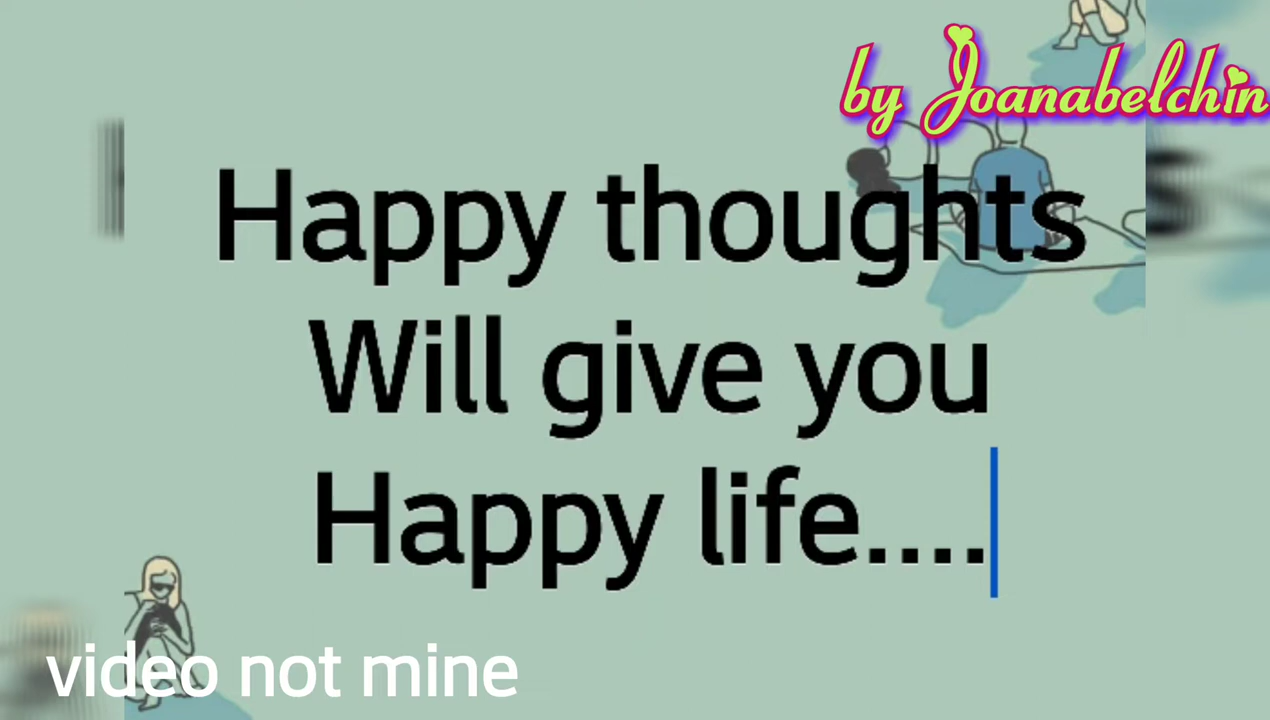 by Joanabelchin
Happy thoughts
Will give you
Happy life....
video not mine